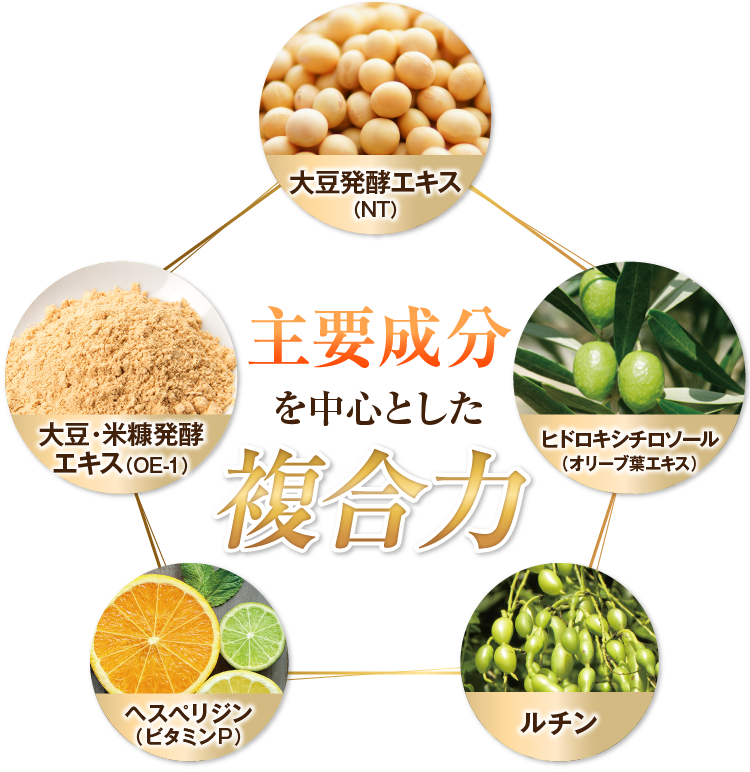 大豆発酵エキス
（NT）
主要成分
を中心とした
複合力
大豆・米糠発酵
エキス（OE-1）
ヒドロキシチロソール
（オリーブ葉エキス）
ヘスペリジン
（ビタミンP）
ルチン